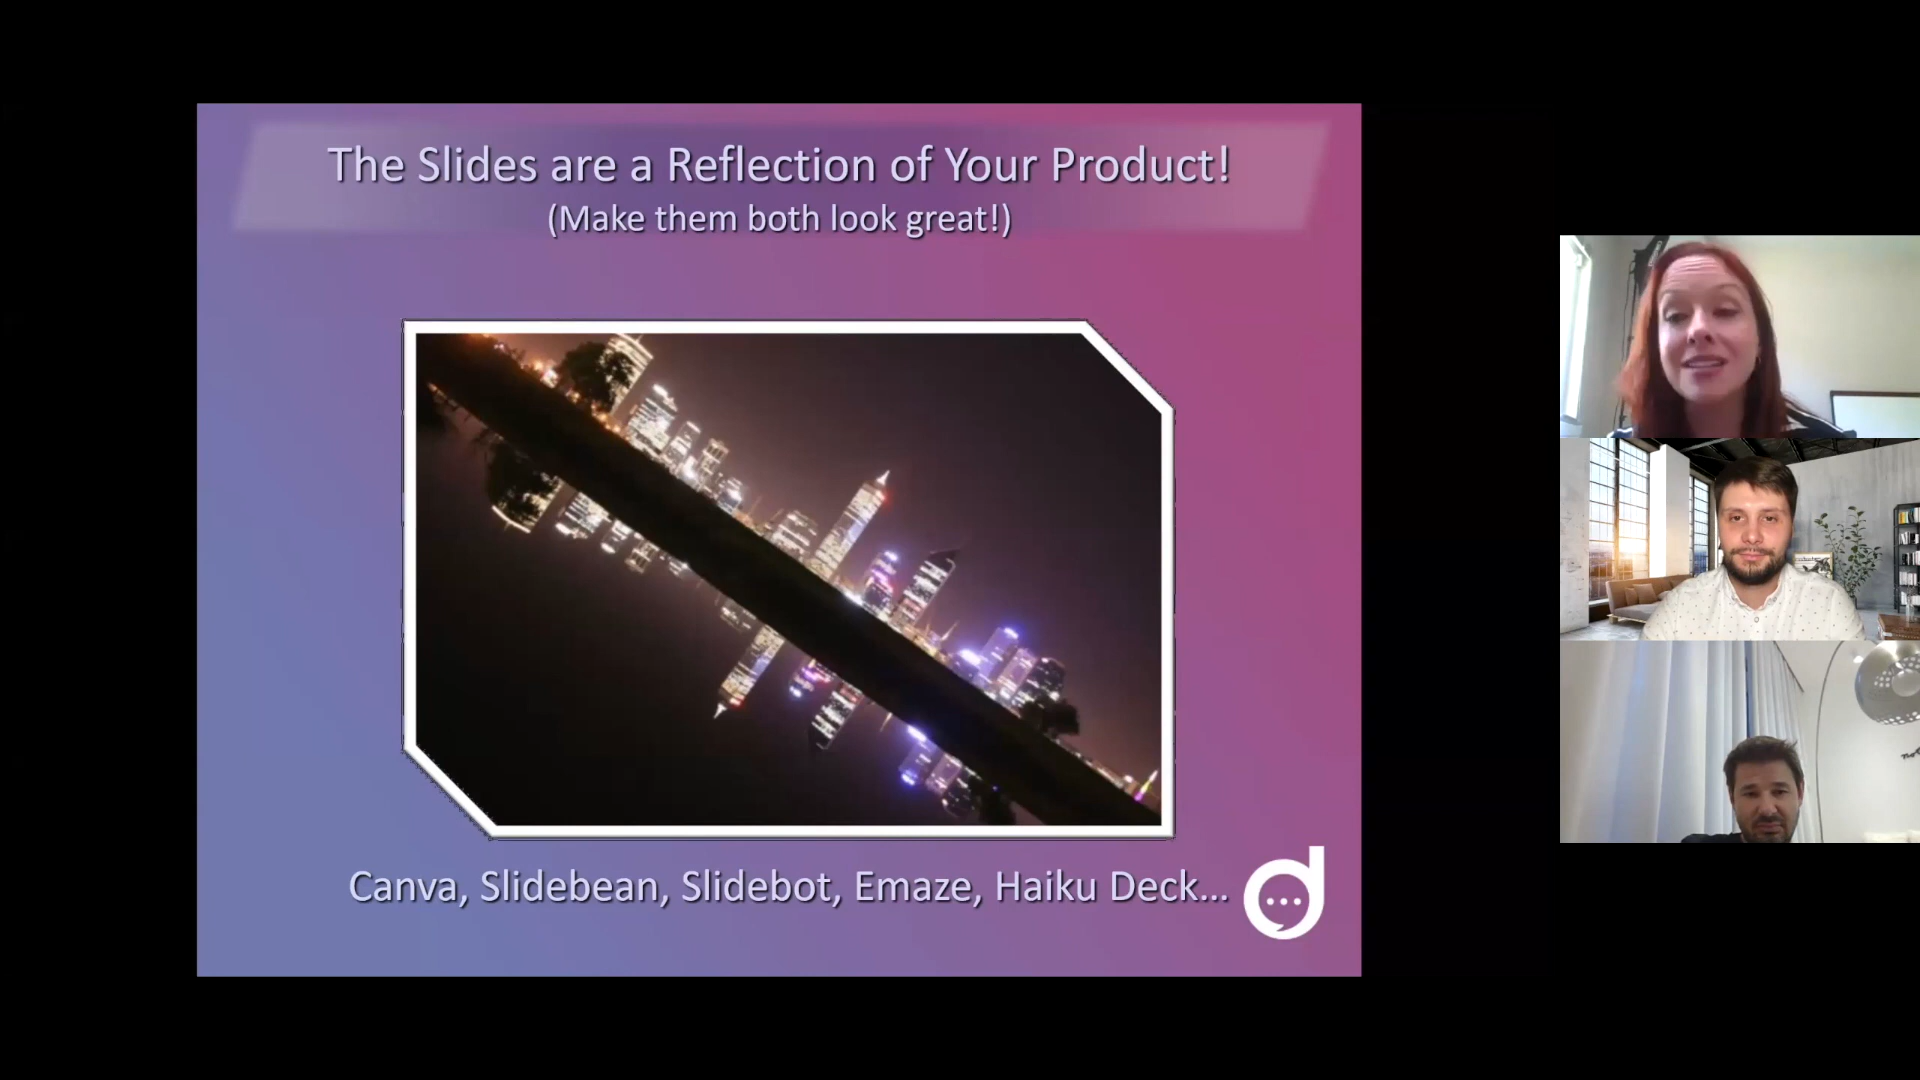 The Slides are a Reflection of Your Product!
(Make them both look great!)
Canva, Slidebean, Slidebot, Emaze, Haiku Deck...